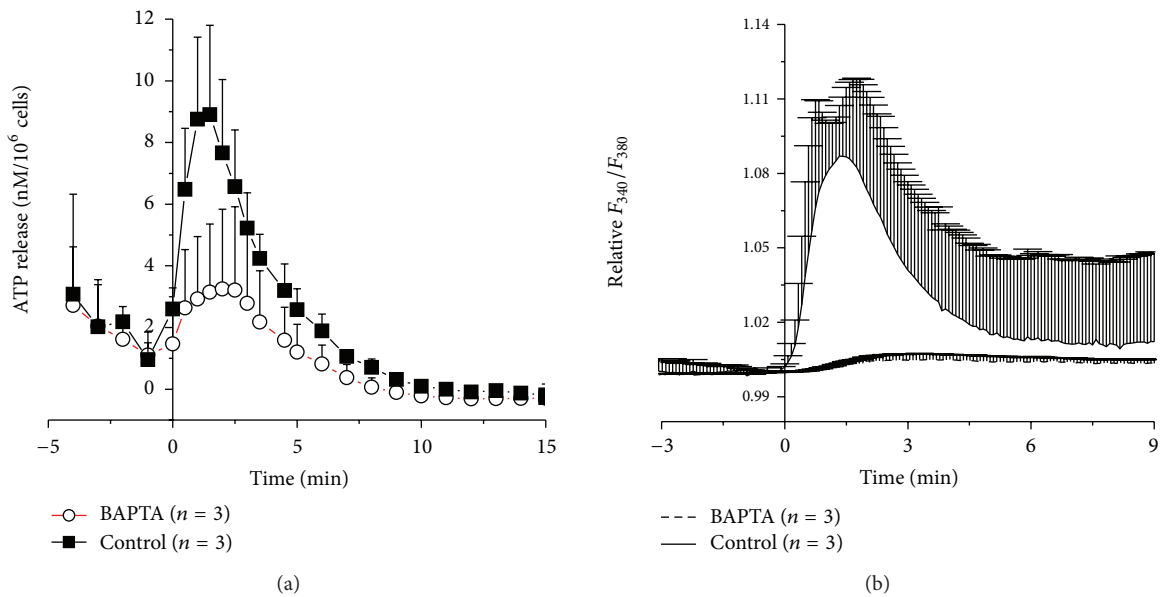 12
10
8
6
4
2
0
ATP release (nM/10⁶ cells)
−5
0
5
10
15
Time (min)
BAPTA (n = 3)
Control (n = 3)
(a)
1.14
1.11
1.08
1.05
1.02
0.99
Relative F₃₄₀/F₃₈₀
−3
0
3
6
9
Time (min)
BAPTA (n = 3)
Control (n = 3)
(b)